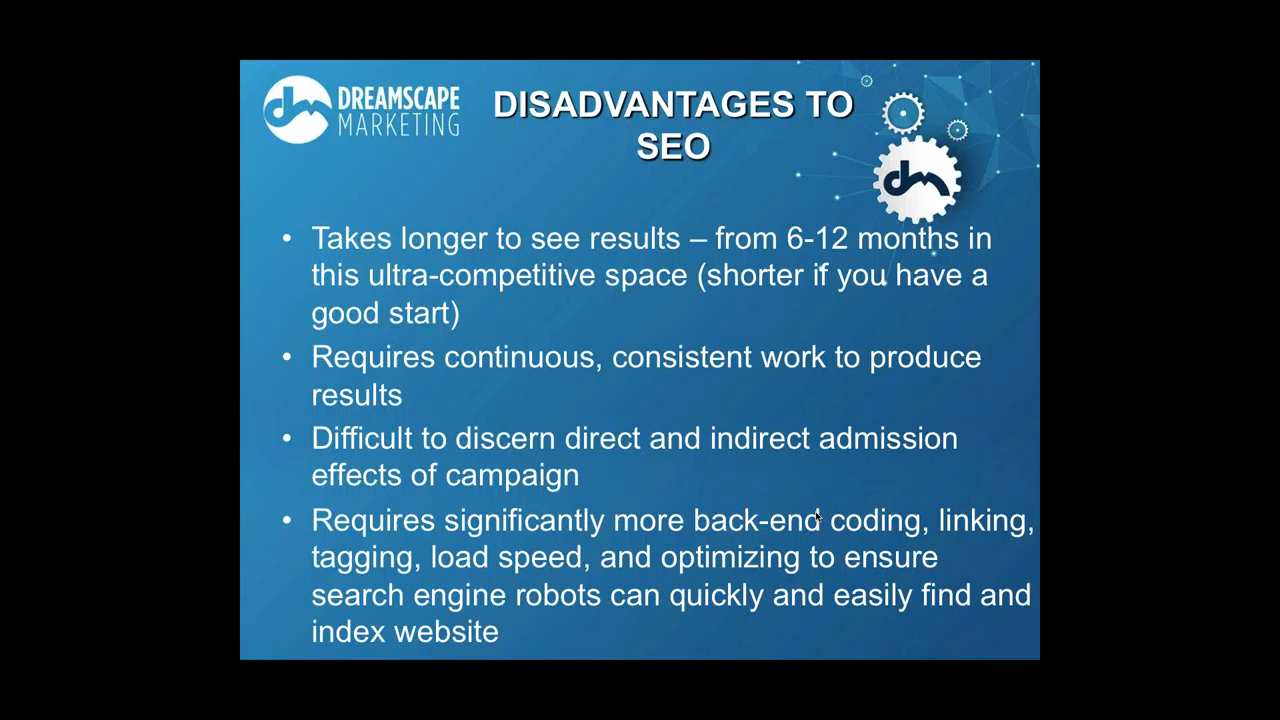 DREAMSCAPE
MARKETING
DISADVANTAGES TO
SEO
dm
dm
• Takes longer to see results – from 6-12 months in
this ultra-competitive space (shorter if you have a
good start)
• Requires continuous, consistent work to produce
results
• Difficult to discern direct and indirect admission
effects of campaign
• Requires significantly more back-end coding, linking,
tagging, load speed, and optimizing to ensure
search engine robots can quickly and easily find and
index website